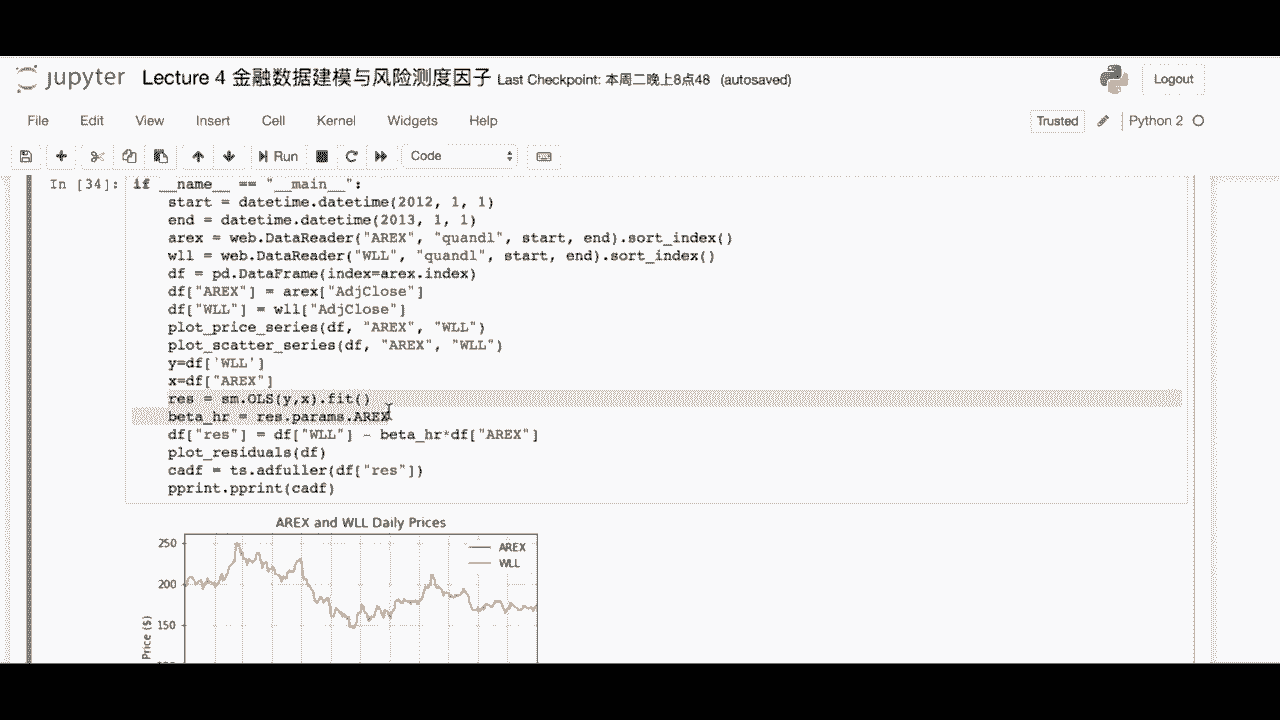 jupyter Lecture 4 金融数据建模与风险测度因子 Last Checkpoint: 本周二晚上8点48 (autosaved) Logout
File Edit View Insert Cell Kernel Widgets Help Trusted Python 2
Run Code
In [34]: if __name__ == "__main__":
start = datetime.datetime(2012, 1, 1)
end = datetime.datetime(2013, 1, 1)
arex = web.DataReader("AREX", "quandl", start, end).sort_index()
wll = web.DataReader("WLL", "quandl", start, end).sort_index()
df = pd.DataFrame(index=arex.index)
df["AREX"] = arex["AdjClose"]
df["WLL"] = wll["AdjClose"]
plot_price_series(df, "AREX", "WLL")
plot_scatter_series(df, "AREX", "WLL")
y=df['WLL']
x=df["AREX"]
res = sm.OLS(y,x).fit()
beta_hr = res.params.AREX
df["res"] = df["WLL"] - beta_hr*df["AREX"]
plot_residuals(df)
cadf = ts.adfuller(df["res"])
pprint.pprint(cadf)
AREX and WLL Daily Prices
250
AREX
WLL
200
150
Price ($)